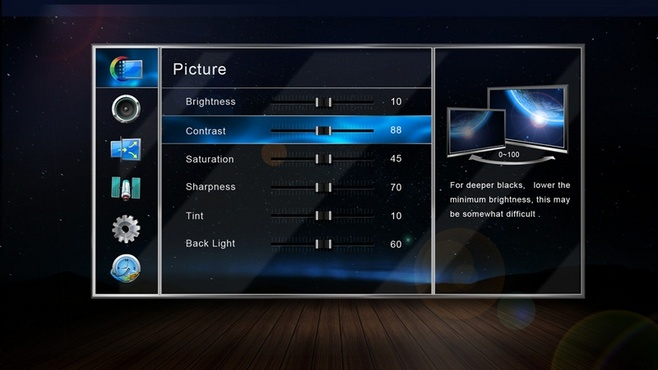 Picture
Brightness 10
Contrast 88
Saturation 45
Sharpness 70
Tint 10
Back Light 60
0~100
For deeper blacks, lower the
minimum brightness, this may
be somewhat difficult .